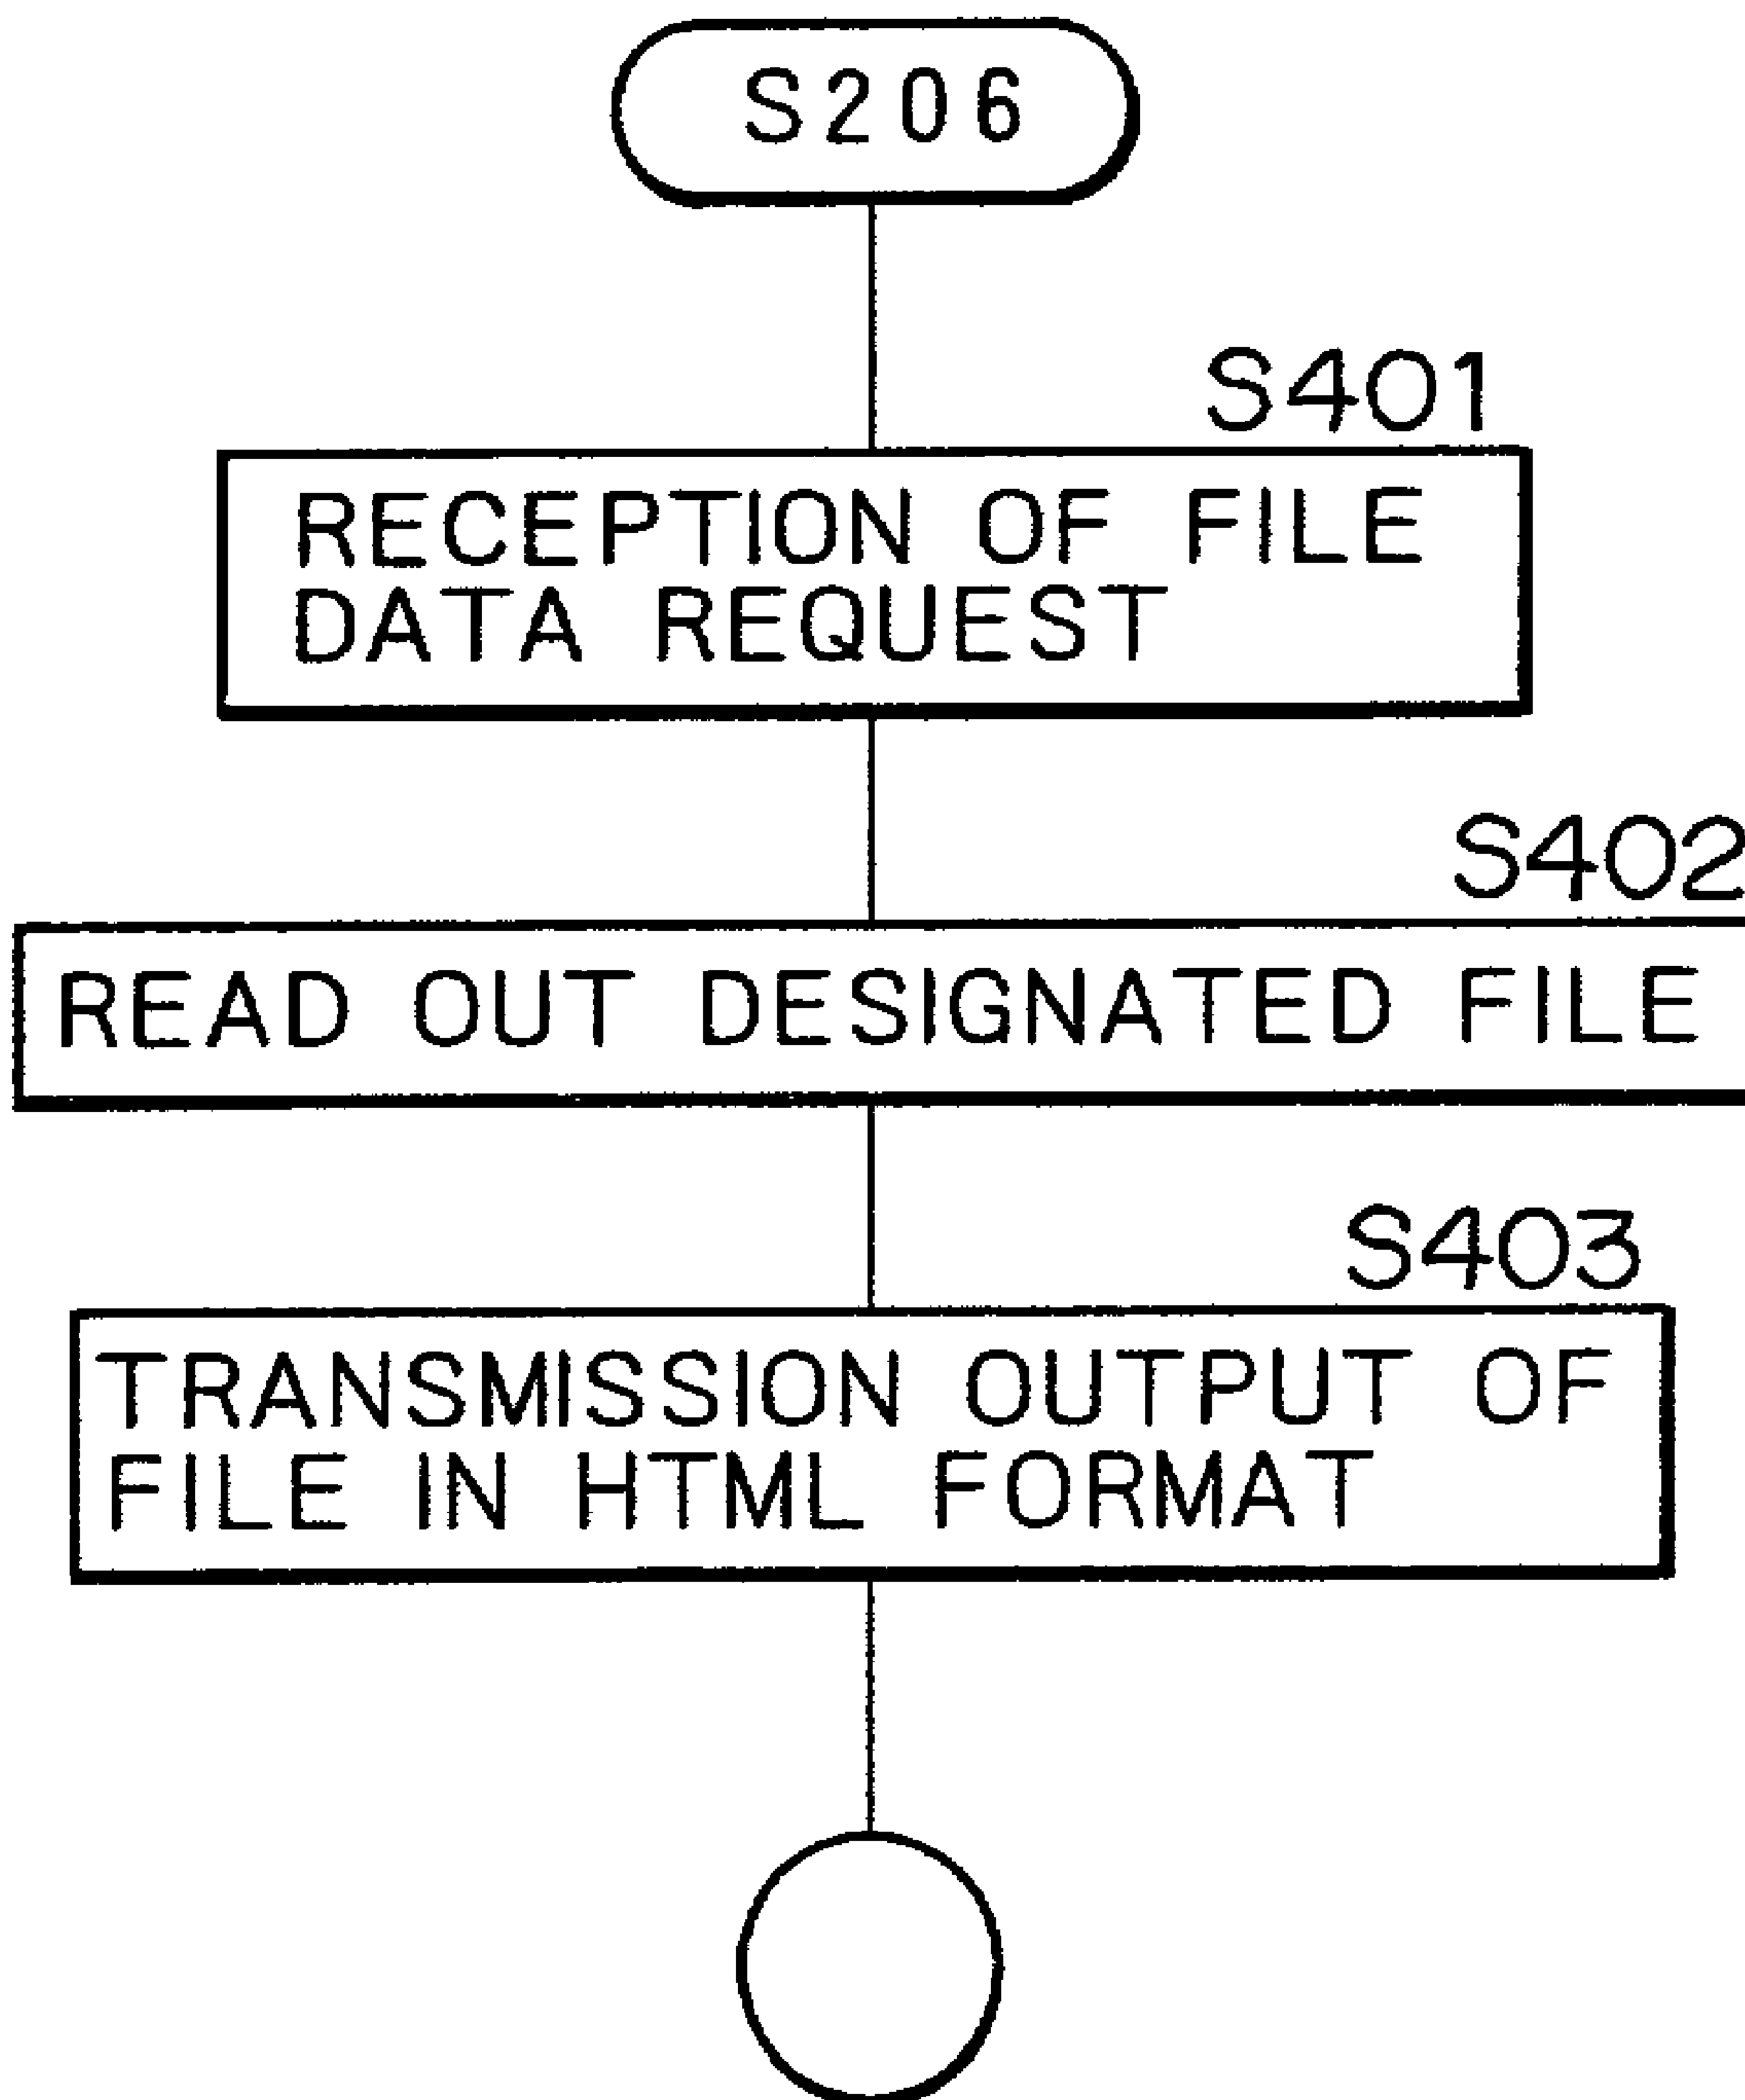 S206
S401
RECEPTION OF FILE
DATA REQUEST
S402
READ OUT DESIGNATED FILE
S403
TRANSMISSION OUTPUT OF
FILE IN HTML FORMAT